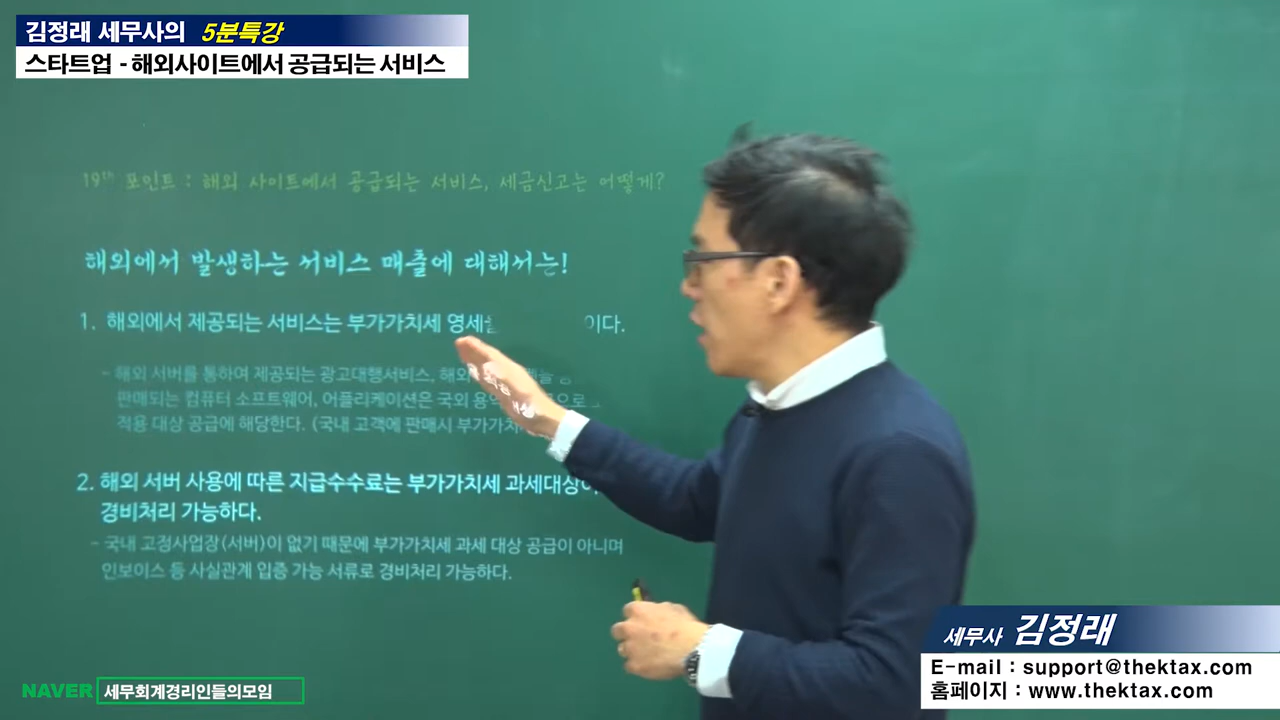 김정래 세무사의 5분특강
스타트업 - 해외사이트에서 공급되는 서비스
19th 포인트 : 해외 사이트에서 공급되는 서비스, 세금신고는 어떻게?
해외에서 발생하는 서비스 매출에 대해서는!
1. 해외에서 제공되는 서비스는 부가가치세 영세 이다.
- 해외 서버를 통하여 제공되는 광고대행서비스, 해외
판매되는 컴퓨터 소프트웨어, 어플리케이션은 국외
적용 대상 공급에 해당한다. (국내 고객에 판매시 부가가치
2. 해외 서버 사용에 따른 지급수수료는 부가가치세 과세대상이
경비처리 가능하다.
- 국내 고정사업장(서버)이 없기 때문에 부가가치세 과세 대상 공급이 아니며
인보이스 등 사실관계 입증 가능 서류로 경비처리 가능하다.
세무사 김정래
E-mail : support@thektax.com
홈페이지 : www.thektax.com
NAVER 세무회계경리인들의모임